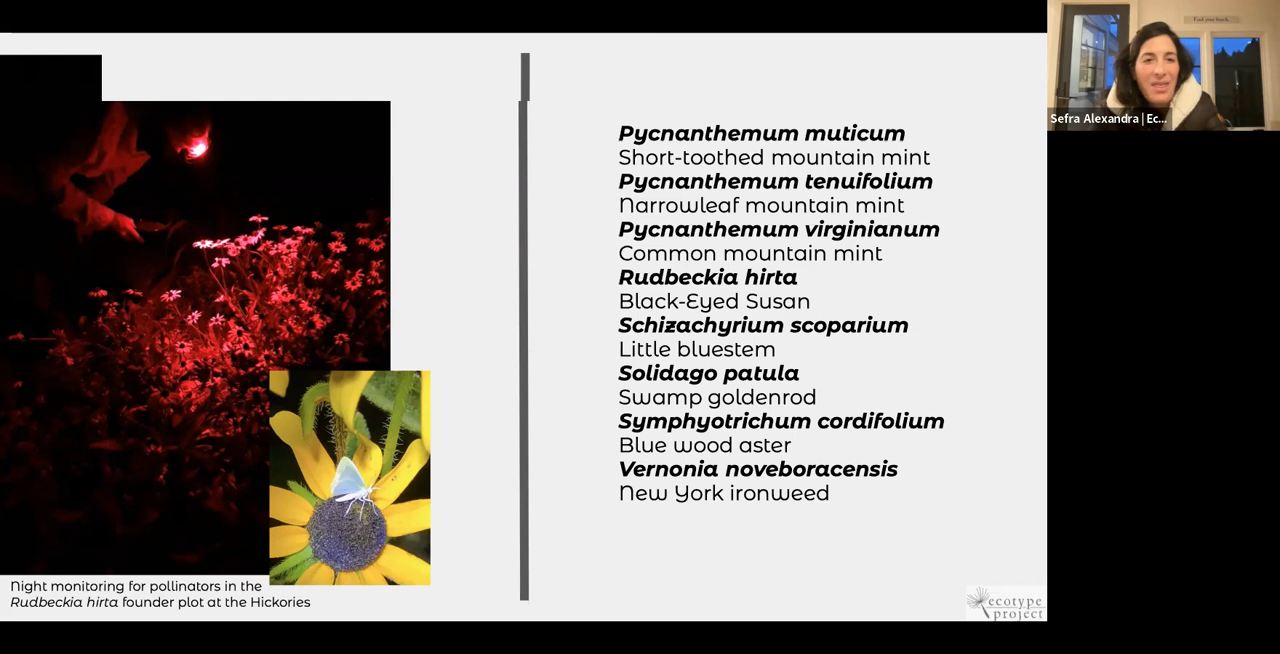 Find your beach.
Sefra Alexandra | Ec...
Pycnanthemum muticum
Short-toothed mountain mint
Pycnanthemum tenuifolium
Narrowleaf mountain mint
Pycnanthemum virginianum
Common mountain mint
Rudbeckia hirta
Black-Eyed Susan
Schizachyrium scoparium
Little bluestem
Solidago patula
Swamp goldenrod
Symphyotrichum cordifolium
Blue wood aster
Vernonia noveboracensis
New York ironweed
Night monitoring for pollinators in the
Rudbeckia hirta founder plot at the Hickories
ecotype
project